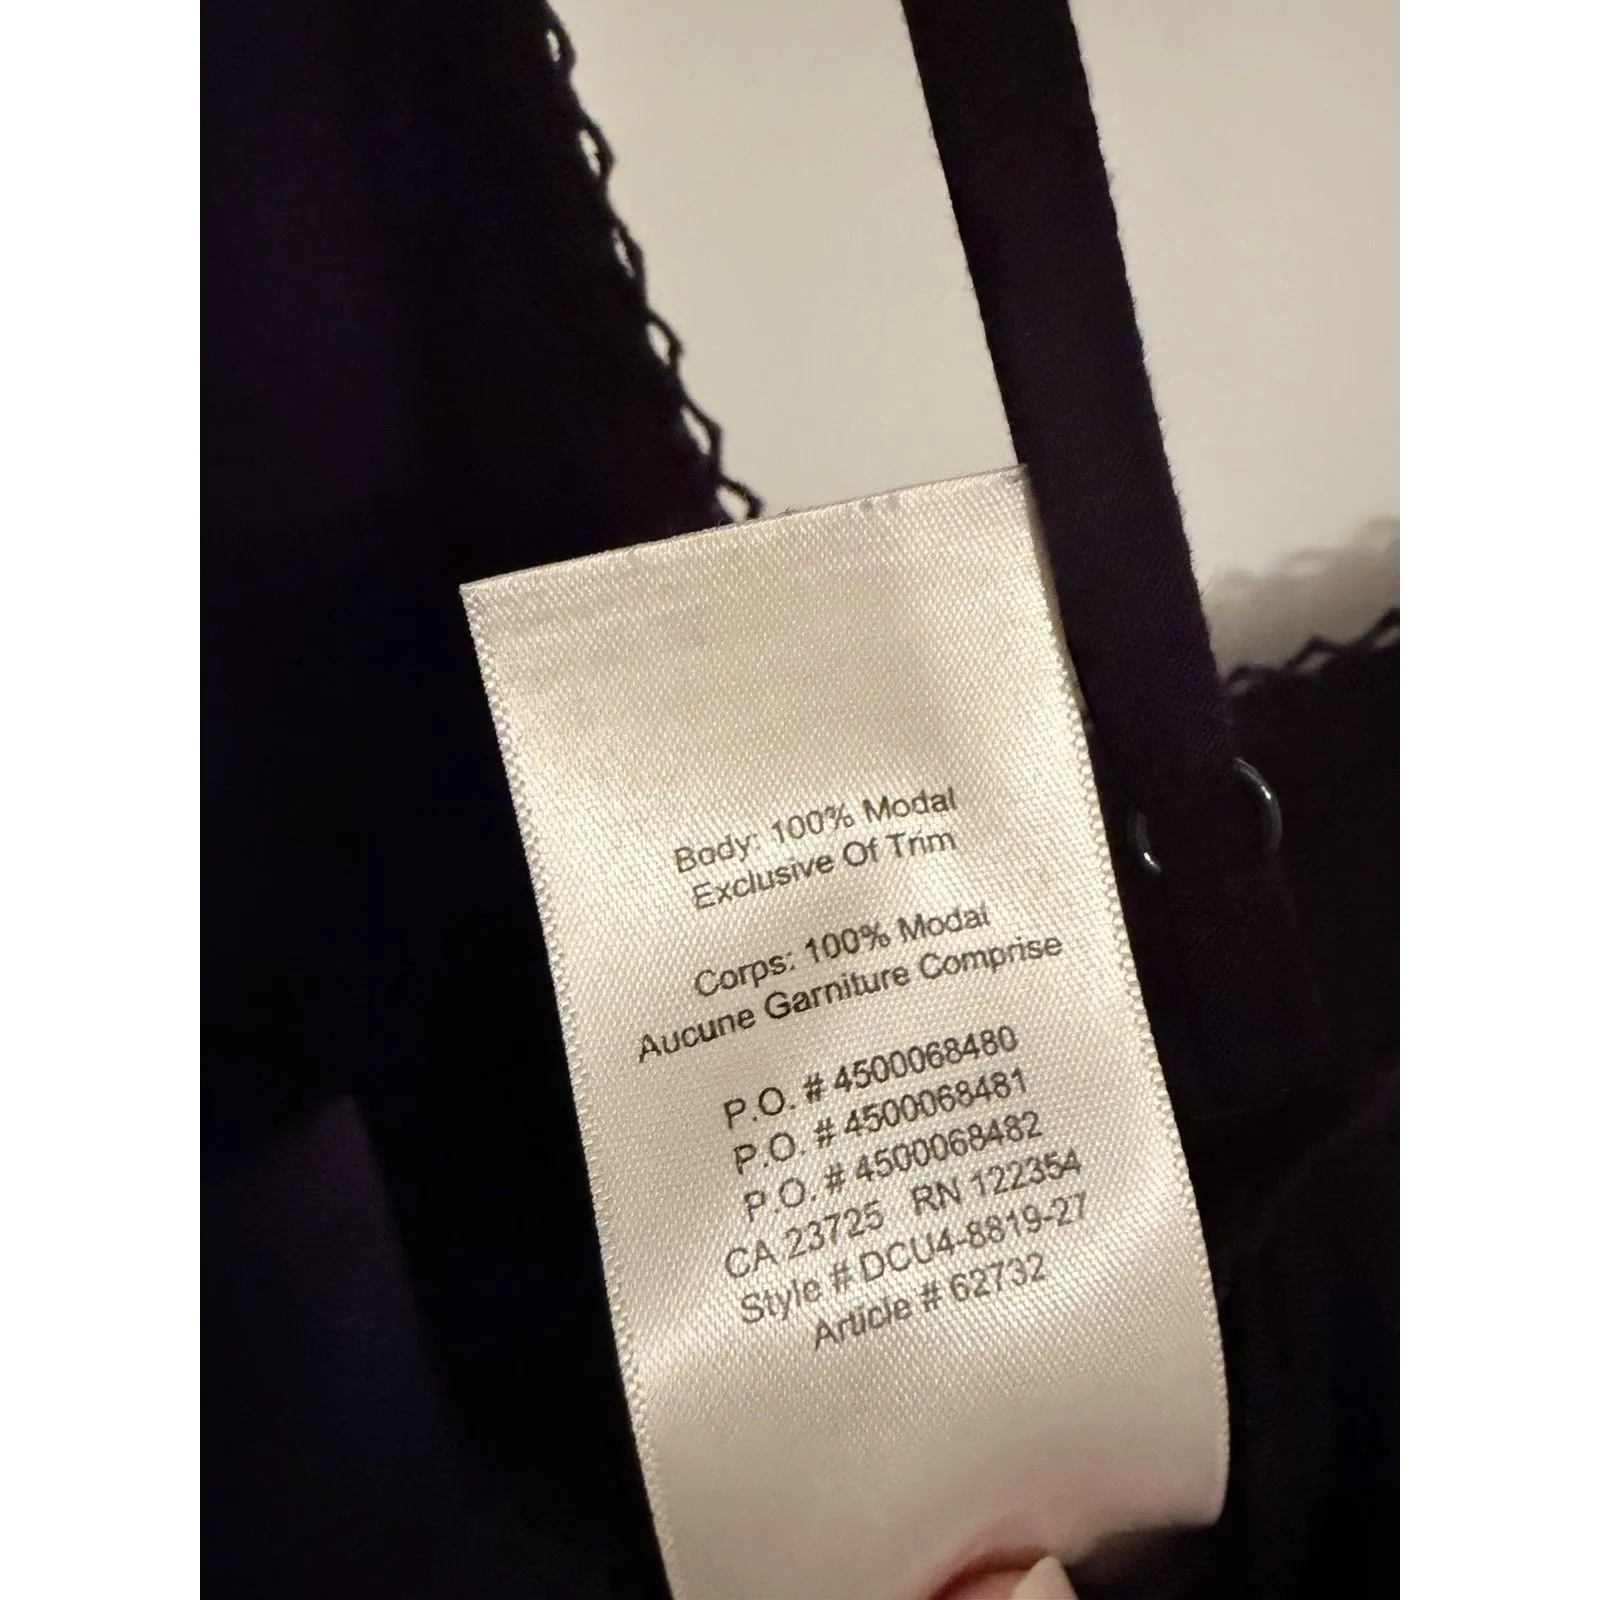 Body: 100% Modal
Exclusive Of Trim
Corps: 100% Modal
Aucune Garniture Comprise
P.O. # 4500068480
P.O. # 4500068481
P.O. # 4500068482
CA 23725 RN 122354
Style # DCU4-8819-27
Article # 62732